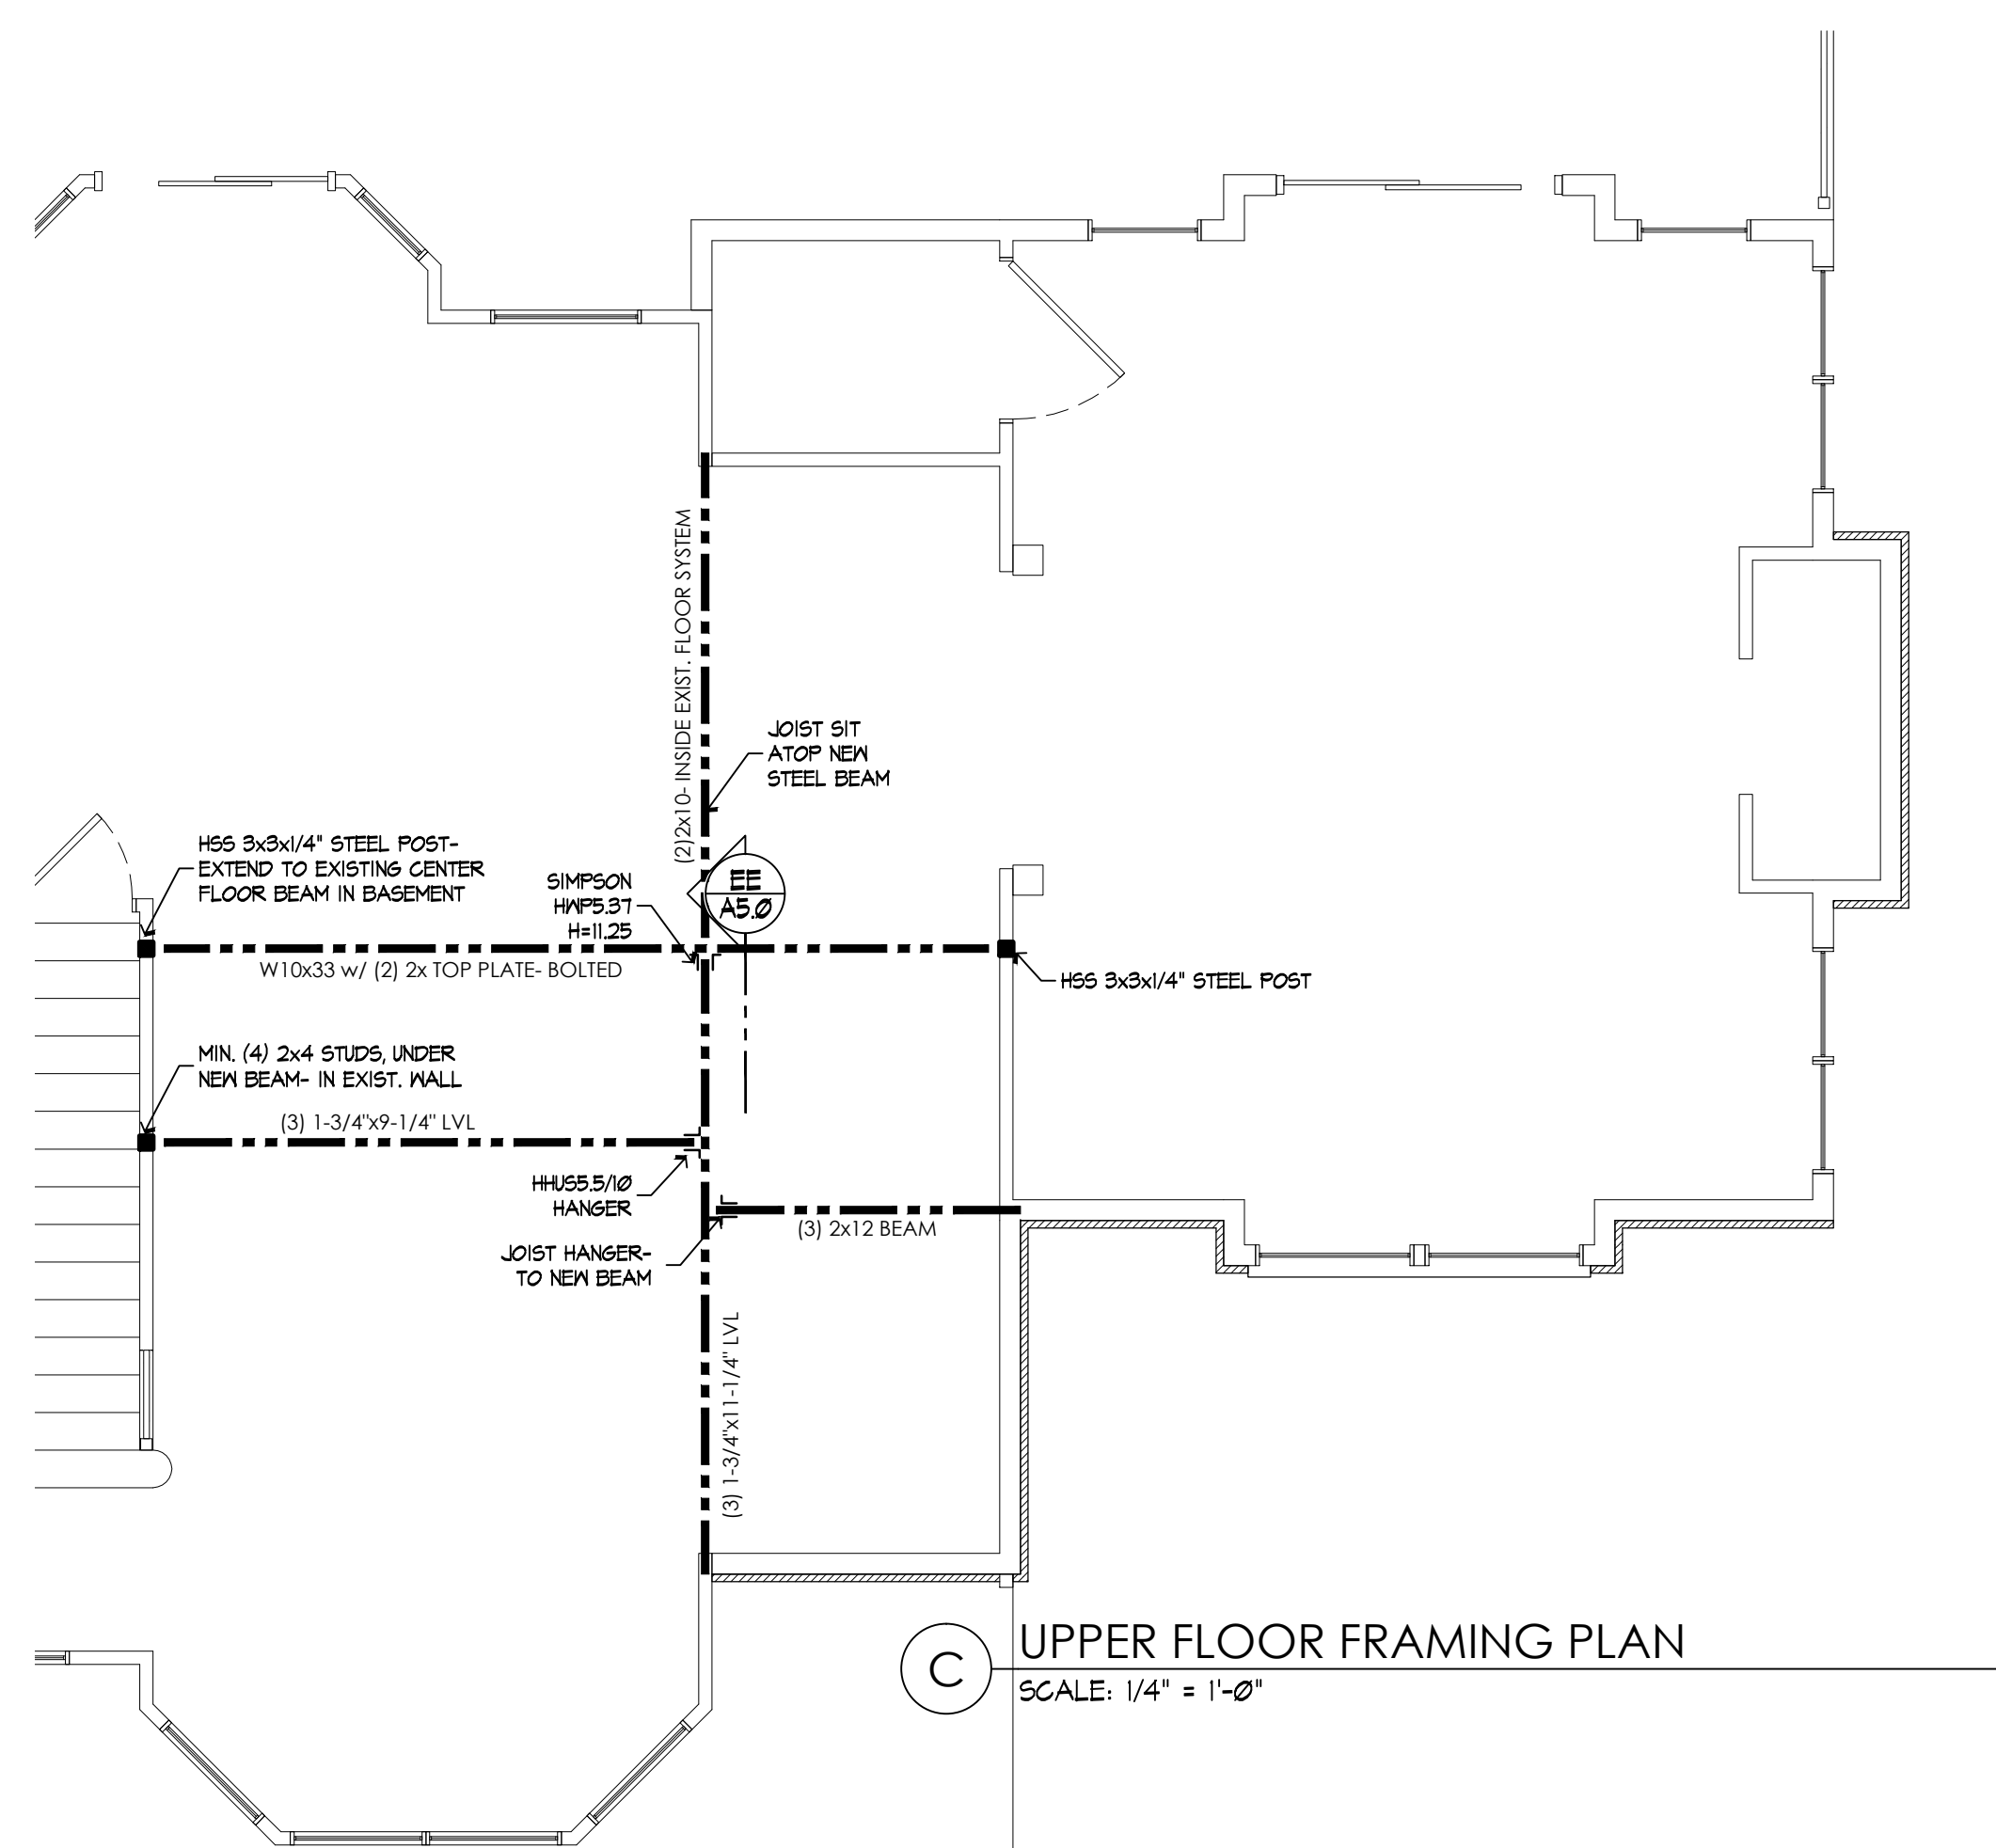 (2)2x10- INSIDE EXIST. FLOOR SYSTEM
JOIST SIT
ATOP NEW
STEEL BEAM
HSS 3x3x1/4" STEEL POST-
EXTEND TO EXISTING CENTER
FLOOR BEAM IN BASEMENT
SIMPSON
HWP5.37
H=11.25
EE
A5.Ø
W10x33 w/ (2) 2x TOP PLATE- BOLTED
HSS 3x3x1/4" STEEL POST
MIN. (4) 2x4 STUDS, UNDER
NEW BEAM- IN EXIST. WALL
(3) 1-3/4"x9-1/4" LVL
HHUS5.5/1Ø
HANGER
(3) 2x12 BEAM
JOIST HANGER-
TO NEW BEAM
(3) 1-3/4"x11-1/4" LVL
C
UPPER FLOOR FRAMING PLAN
SCALE: 1/4" = 1'-Ø"